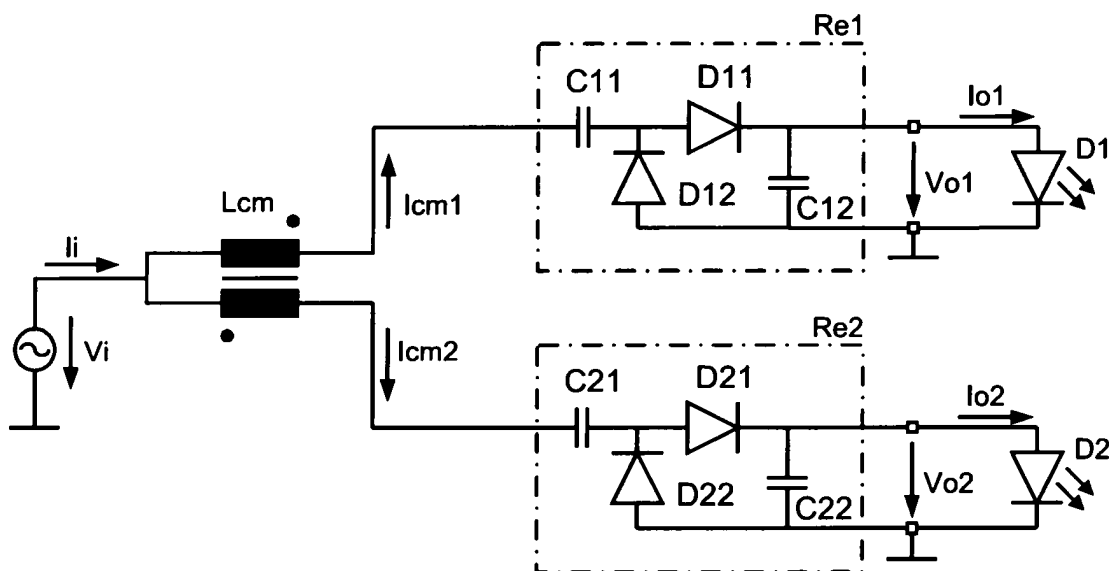 Re1
C11
D11
Io1
D1
D12
C12
Vo1
Lcm
Icm1
Ii
Vi
Icm2
Re2
C21
D21
Io2
D2
D22
C22
Vo2